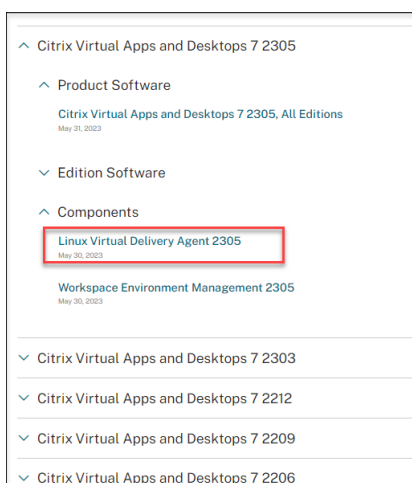 Citrix Virtual Apps and Desktops 7 2305
Product Software
Citrix Virtual Apps and Desktops 7 2305, All Editions
May 31, 2023
Edition Software
Components
Linux Virtual Delivery Agent 2305
May 30, 2023
Workspace Environment Management 2305
May 30, 2023
Citrix Virtual Apps and Desktops 7 2303
Citrix Virtual Apps and Desktops 7 2212
Citrix Virtual Apps and Desktops 7 2209
Citrix Virtual Apps and Desktops 7 2206